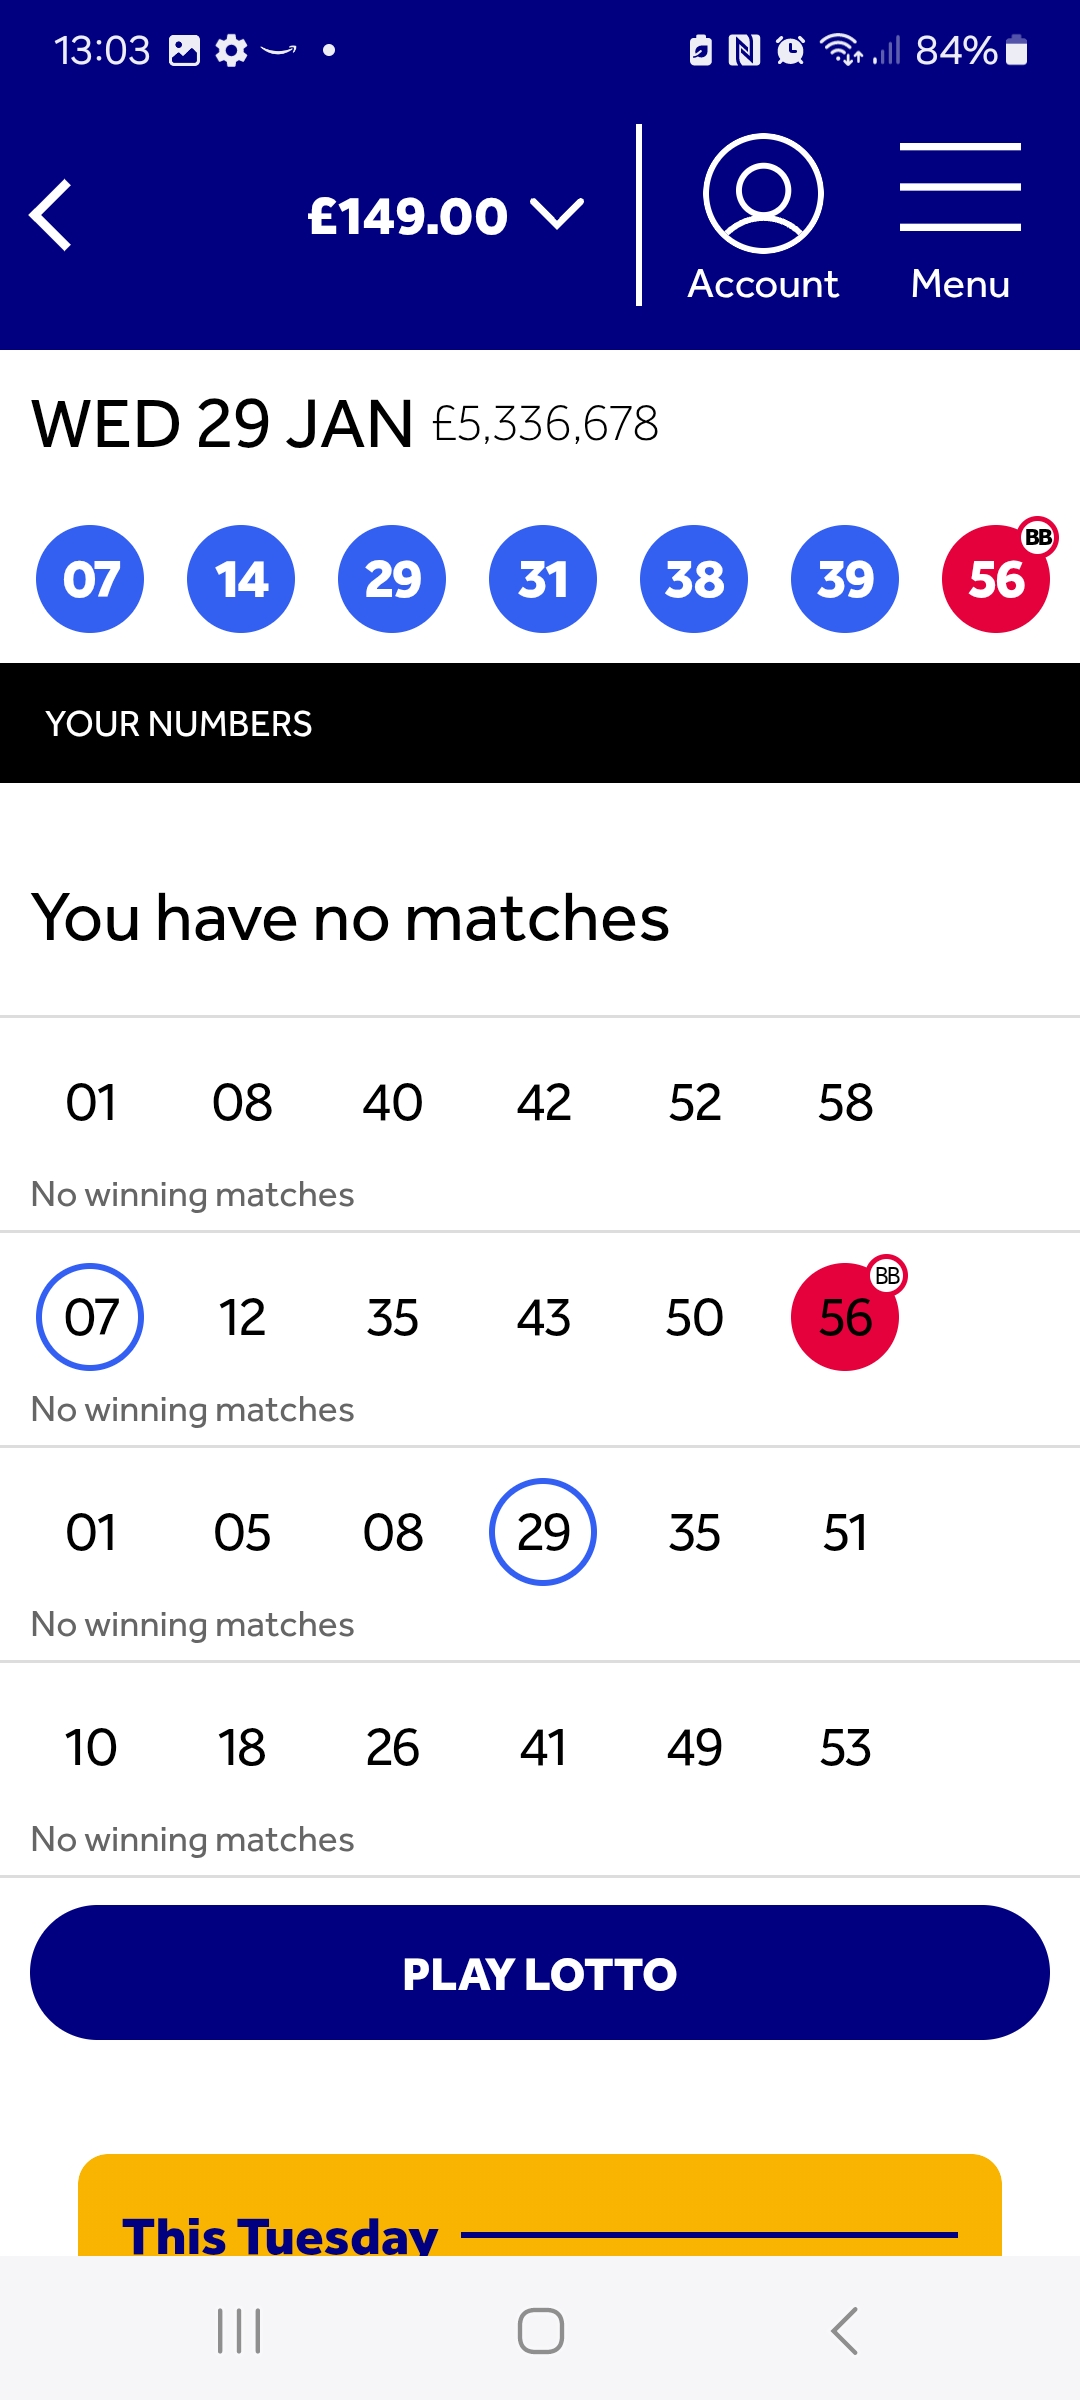 13:03 84%
£149.00
Account Menu
WED 29 JAN £5,336,678
07 14 29 31 38 39 56 BB
YOUR NUMBERS
You have no matches
01 08 40 42 52 58
No winning matches
07 12 35 43 50 56 BB
No winning matches
01 05 08 29 35 51
No winning matches
10 18 26 41 49 53
No winning matches
PLAY LOTTO
This Tuesday